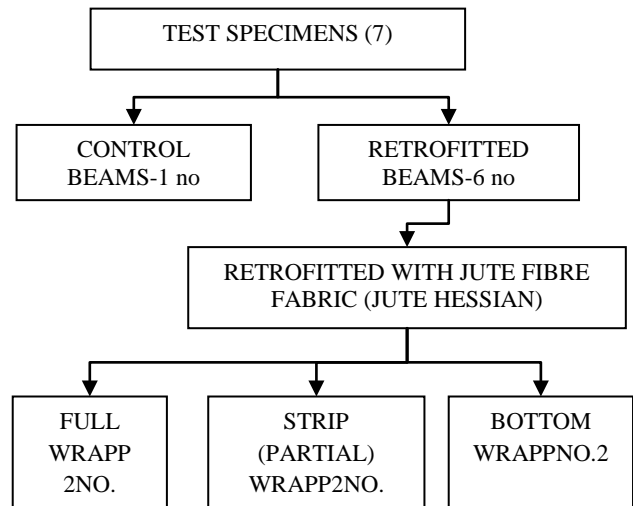 TEST SPECIMENS (7)
CONTROL
BEAMS-1 no
RETROFITTED
BEAMS-6 no
RETROFITTED WITH JUTE FIBRE
FABRIC (JUTE HESSIAN)
FULL
WRAPP
2NO.
STRIP
(PARTIAL)
WRAPP2NO.
BOTTOM
WRAPPNO.2